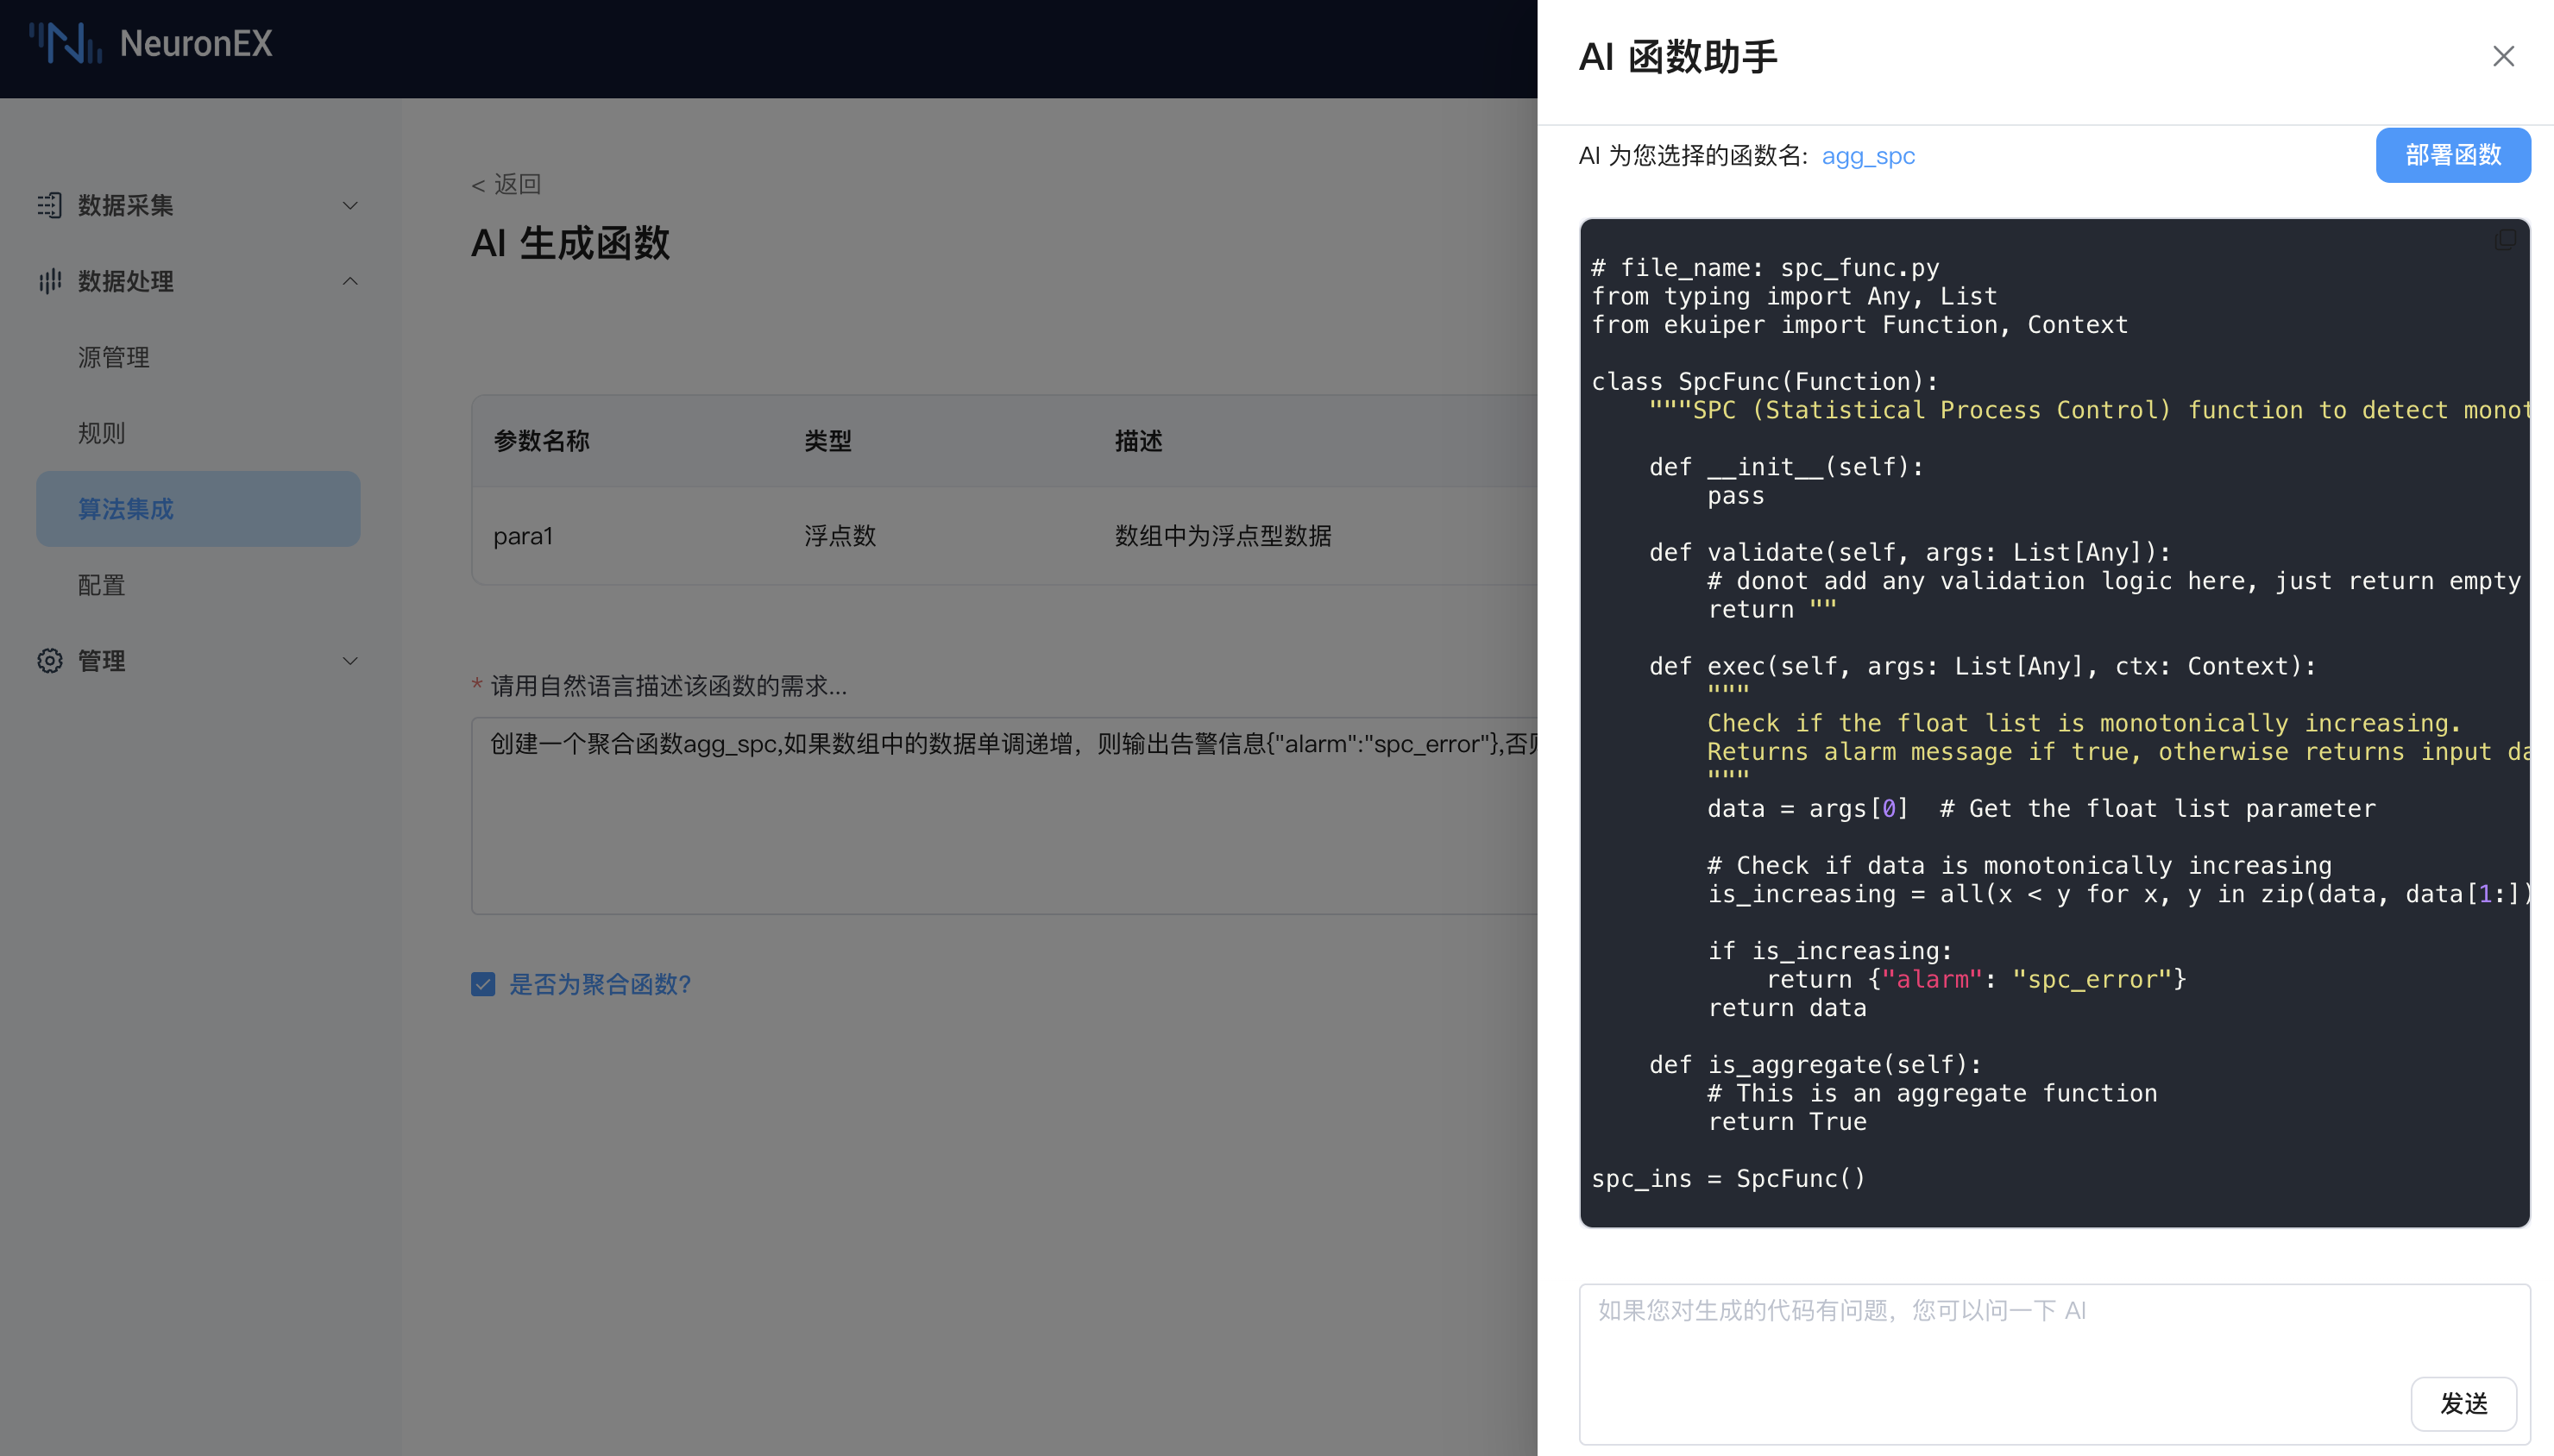 NeuronEX
数据采集
数据处理
源管理
规则
算法集成
配置
管理
< 返回
AI 生成函数
参数名称 类型 描述
para1 浮点数 数组中为浮点型数据
* 请用自然语言描述该函数的需求...
创建一个聚合函数agg_spc,如果数组中的数据单调递增，则输出告警信息{"alarm":"spc_error"},否
是否为聚合函数?
AI 函数助手
AI 为您选择的函数名: agg_spc
部署函数
# file_name: spc_func.py
from typing import Any, List
from ekuiper import Function, Context
class SpcFunc(Function):
"""SPC (Statistical Process Control) function to detect monot
def __init__(self):
pass
def validate(self, args: List[Any]):
# donot add any validation logic here, just return empty
return ""
def exec(self, args: List[Any], ctx: Context):
"""
Check if the float list is monotonically increasing.
Returns alarm message if true, otherwise returns input da
"""
data = args[0]  # Get the float list parameter
# Check if data is monotonically increasing
is_increasing = all(x < y for x, y in zip(data, data[1:])
if is_increasing:
return {"alarm": "spc_error"}
return data
def is_aggregate(self):
# This is an aggregate function
return True
spc_ins = SpcFunc()
如果您对生成的代码有问题，您可以问一下 AI
发送